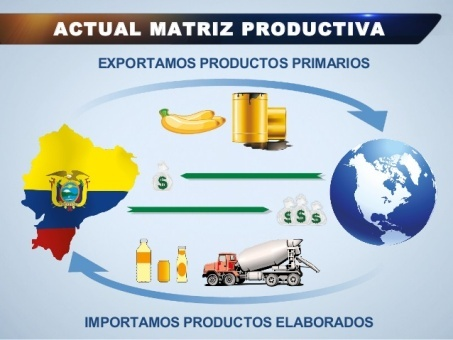 ACTUAL MATRIZ PRODUCTIVA
EXPORTAMOS PRODUCTOS PRIMARIOS
$
$ $ $
IMPORTAMOS PRODUCTOS ELABORADOS